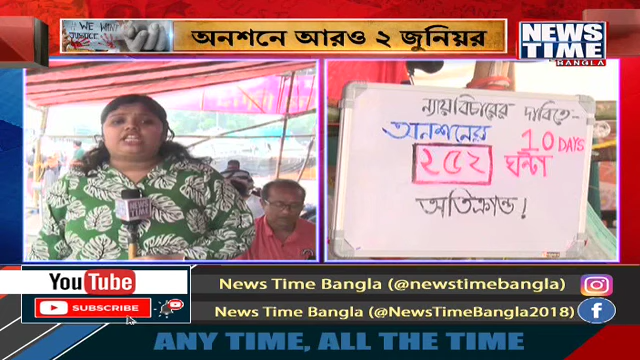 WE WANT
JUSTICE
অনশনে আরও ২ জুনিয়র
NEWS
TIME
BANGLA
ন্যায়বিচারের দাবিতে-
অনশনের
10 DAYS
২৫২ ঘন্টা
অতিক্রান্ত!
YouTube
SUBSCRIBE
News Time Bangla (@newstimebangla)
News Time Bangla (@NewsTimeBangla2018)
ANY TIME, ALL THE TIME